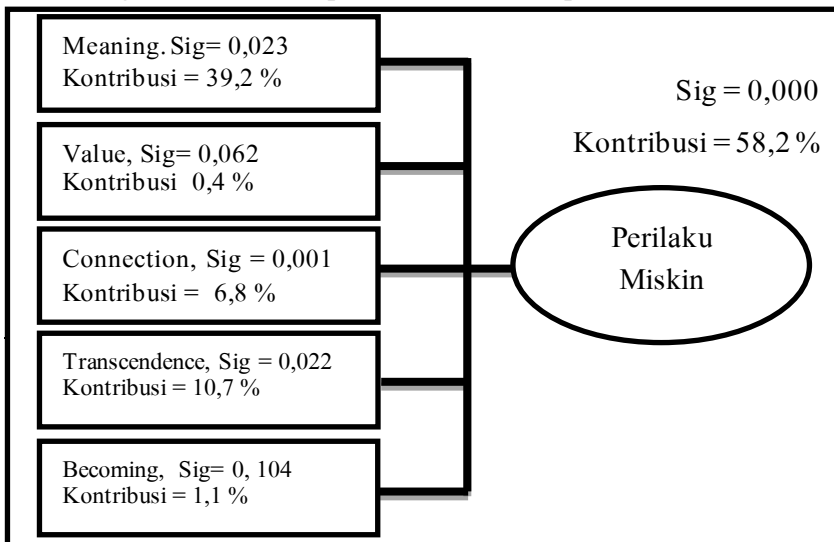 Meaning. Sig= 0,023
Kontribusi = 39,2 %
Sig = 0,000
Kontribusi = 58,2 %
Value, Sig= 0,062
Kontribusi 0,4 %
Connection, Sig = 0,001
Kontribusi = 6,8 %
Perilaku
Miskin
Transcendence, Sig = 0,022
Kontribusi = 10,7 %
Becoming, Sig= 0, 104
Kontribusi = 1,1 %